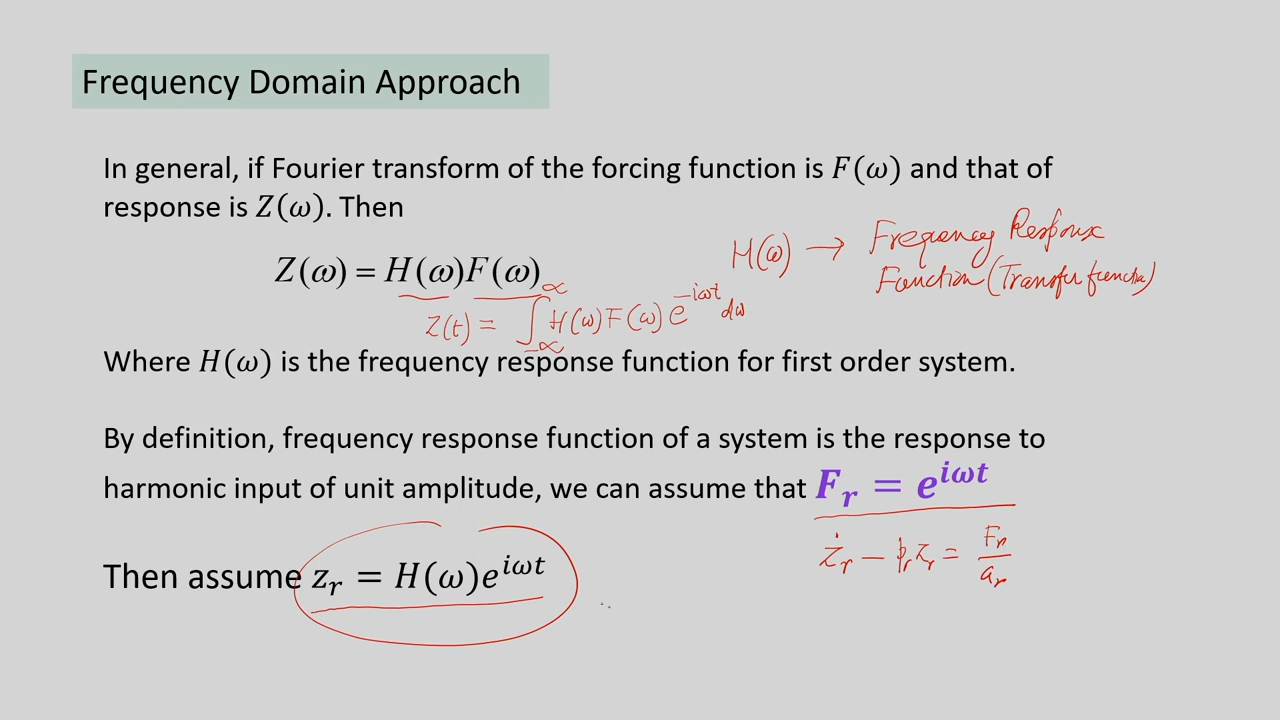 Frequency Domain Approach
In general, if Fourier transform of the forcing function is F(ω) and that of
response is Z(ω). Then
Z(ω) = H(ω)F(ω)
H(ω) → Frequency Response
Function (Transfer function)
Z(t) = ∫_{-∞}^{∞} H(ω)F(ω) e^{-iωt} dω
Where H(ω) is the frequency response function for first order system.
By definition, frequency response function of a system is the response to
harmonic input of unit amplitude, we can assume that F_r = e^{iωt}
ż_r − p_r z_r = F_r / a_r
Then assume z_r = H(ω)e^{iωt}